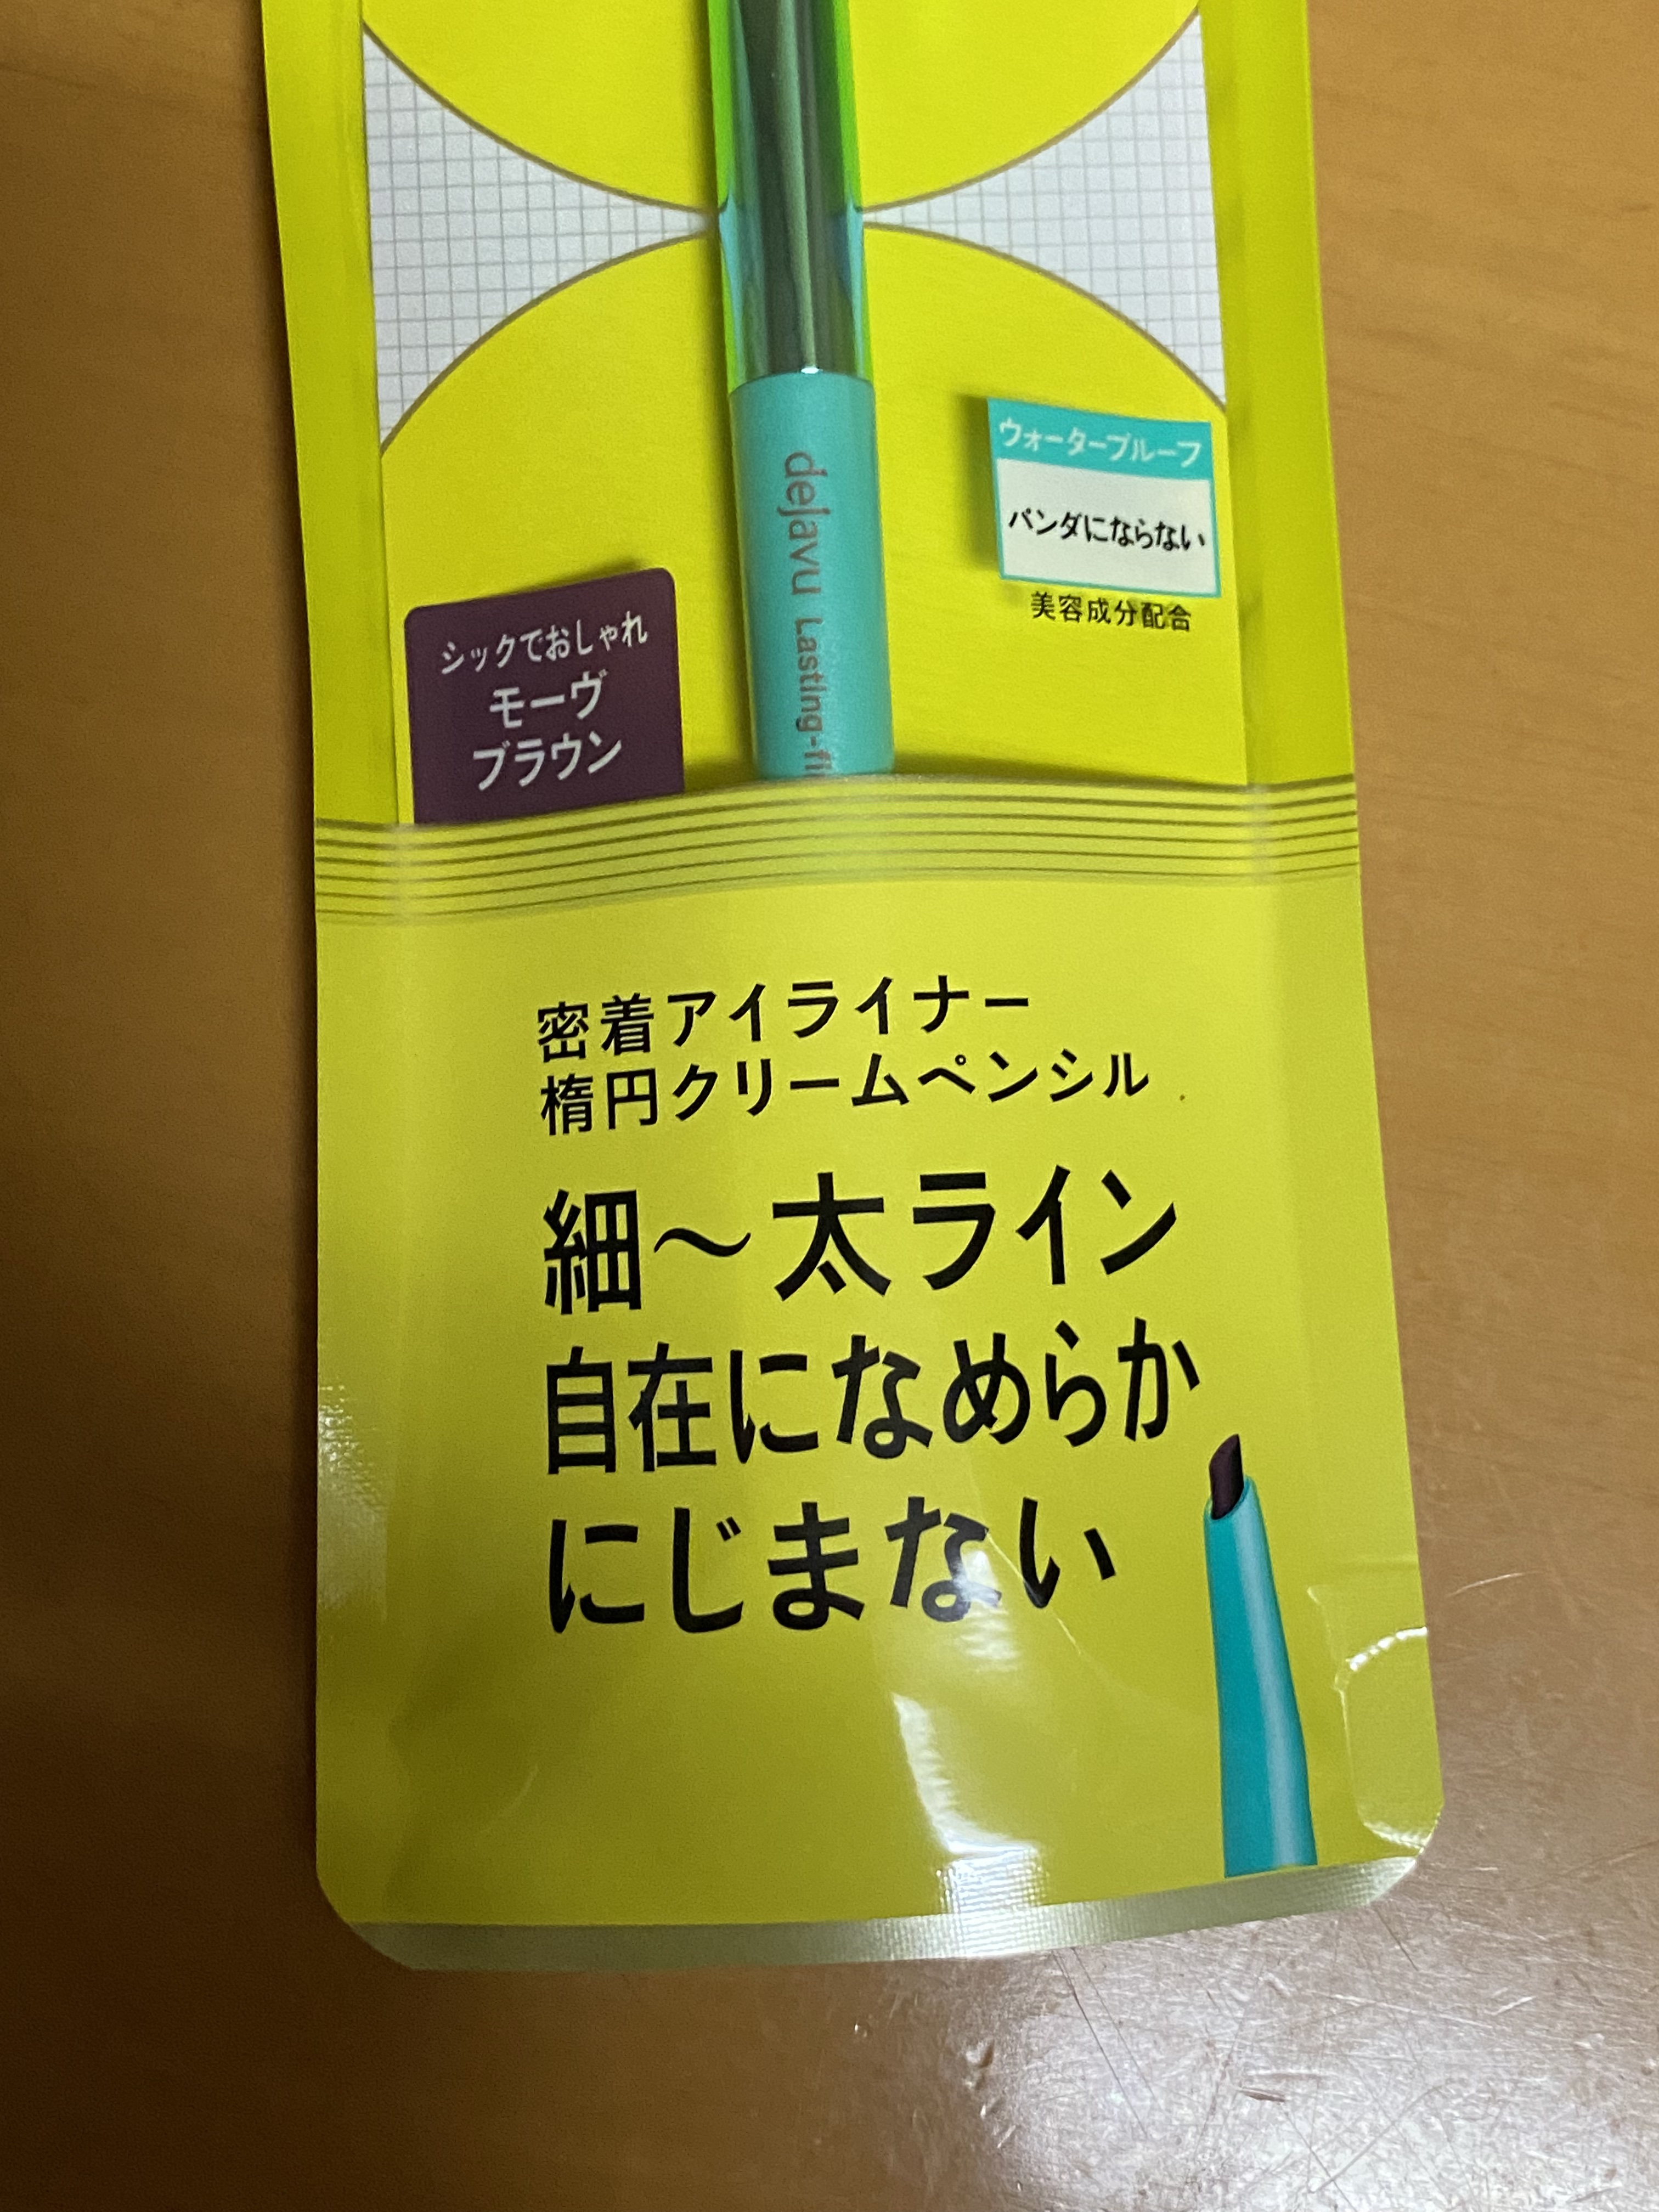 dejavu Lasting-fi
ウォータープルーフ
パンダにならない
美容成分配合
シックでおしゃれ
モーヴ
ブラウン
密着アイライナー
楕円クリームペンシル
細～太ライン
自在になめらか
にじまない